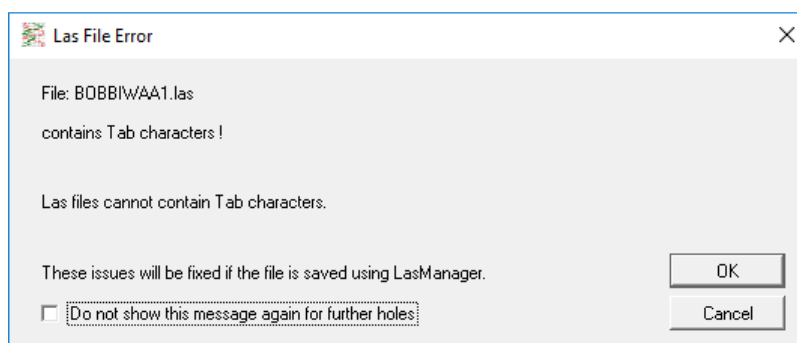 Las File Error
File: BOBBIWAA1.las
contains Tab characters !
Las files cannot contain Tab characters.
These issues will be fixed if the file is saved using LasManager.
OK
Do not show this message again for further holes
Cancel